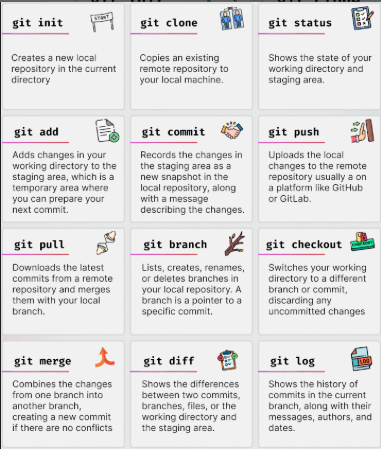 git init
START
Creates a new local
repository in the current
directory
git clone
Copies an existing
remote repository to
your local machine.
git status
Shows the state of your
working directory and
staging area.
git add
Adds changes in your
working directory to the
staging area, which is a
temporary area where
you can prepare your
next commit.
git commit
Records the changes in
the staging area as a
new snapshot in the
local repository, along
with a message
describing the changes.
git push
Uploads the local
changes to the remote
repository usually a on
a platform like GitHub
or GitLab.
git pull
Downloads the latest
commits from a remote
repository and merges
them with your local
branch.
git branch
Lists, creates, renames,
or deletes branches in
your local repository. A
branch is a pointer to a
specific commit.
git checkout
Switches your working
directory to a different
branch or commit,
discarding any
uncommitted changes
git merge
Combines the changes
from one branch into
another branch,
creating a new commit
if there are no conflicts
git diff
Shows the differences
between two commits,
branches, files, or the
working directory and
the staging area.
git log
LOG
Shows the history of
commits in the current
branch, along with their
messages, authors, and
dates.